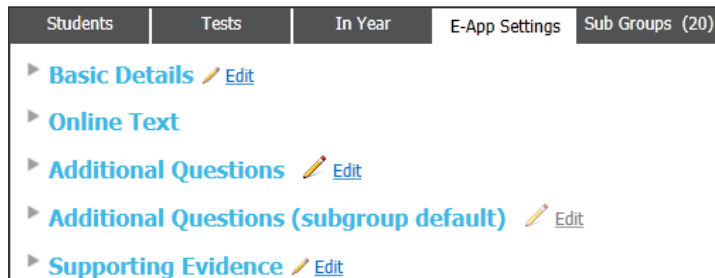 Students Tests In Year E-App Settings Sub Groups (20)
Basic Details Edit
Online Text
Additional Questions Edit
Additional Questions (subgroup default) Edit
Supporting Evidence Edit